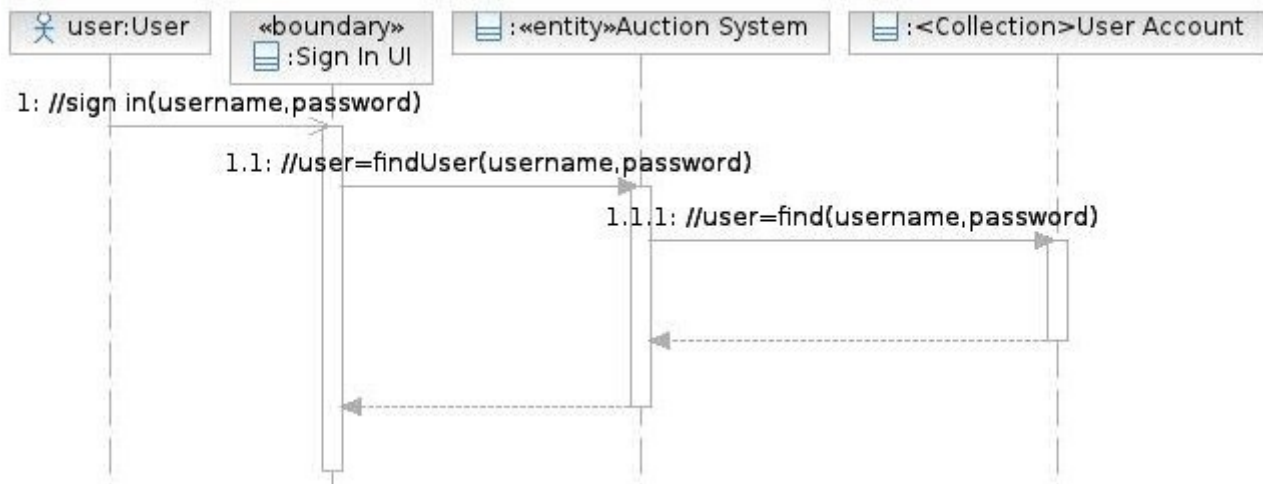 user:User
«boundary»
:Sign In UI
:«entity»Auction System
:<Collection>User Account
1: //sign in(username,password)
1.1: //user=findUser(username,password)
1.1.1: //user=find(username,password)